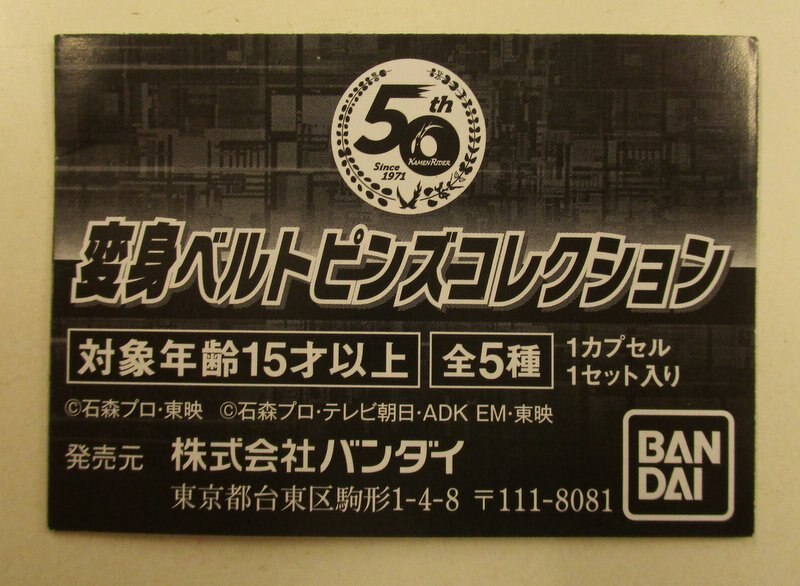 50th
KAMEN RIDER
Since
1971
変身ベルトピンズコレクション
対象年齢15才以上
全5種
1カプセル
1セット入り
©石森プロ・東映 ©石森プロ・テレビ朝日・ADK EM・東映
発売元 株式会社バンダイ
東京都台東区駒形1-4-8 〒111-8081
BAN
DAI